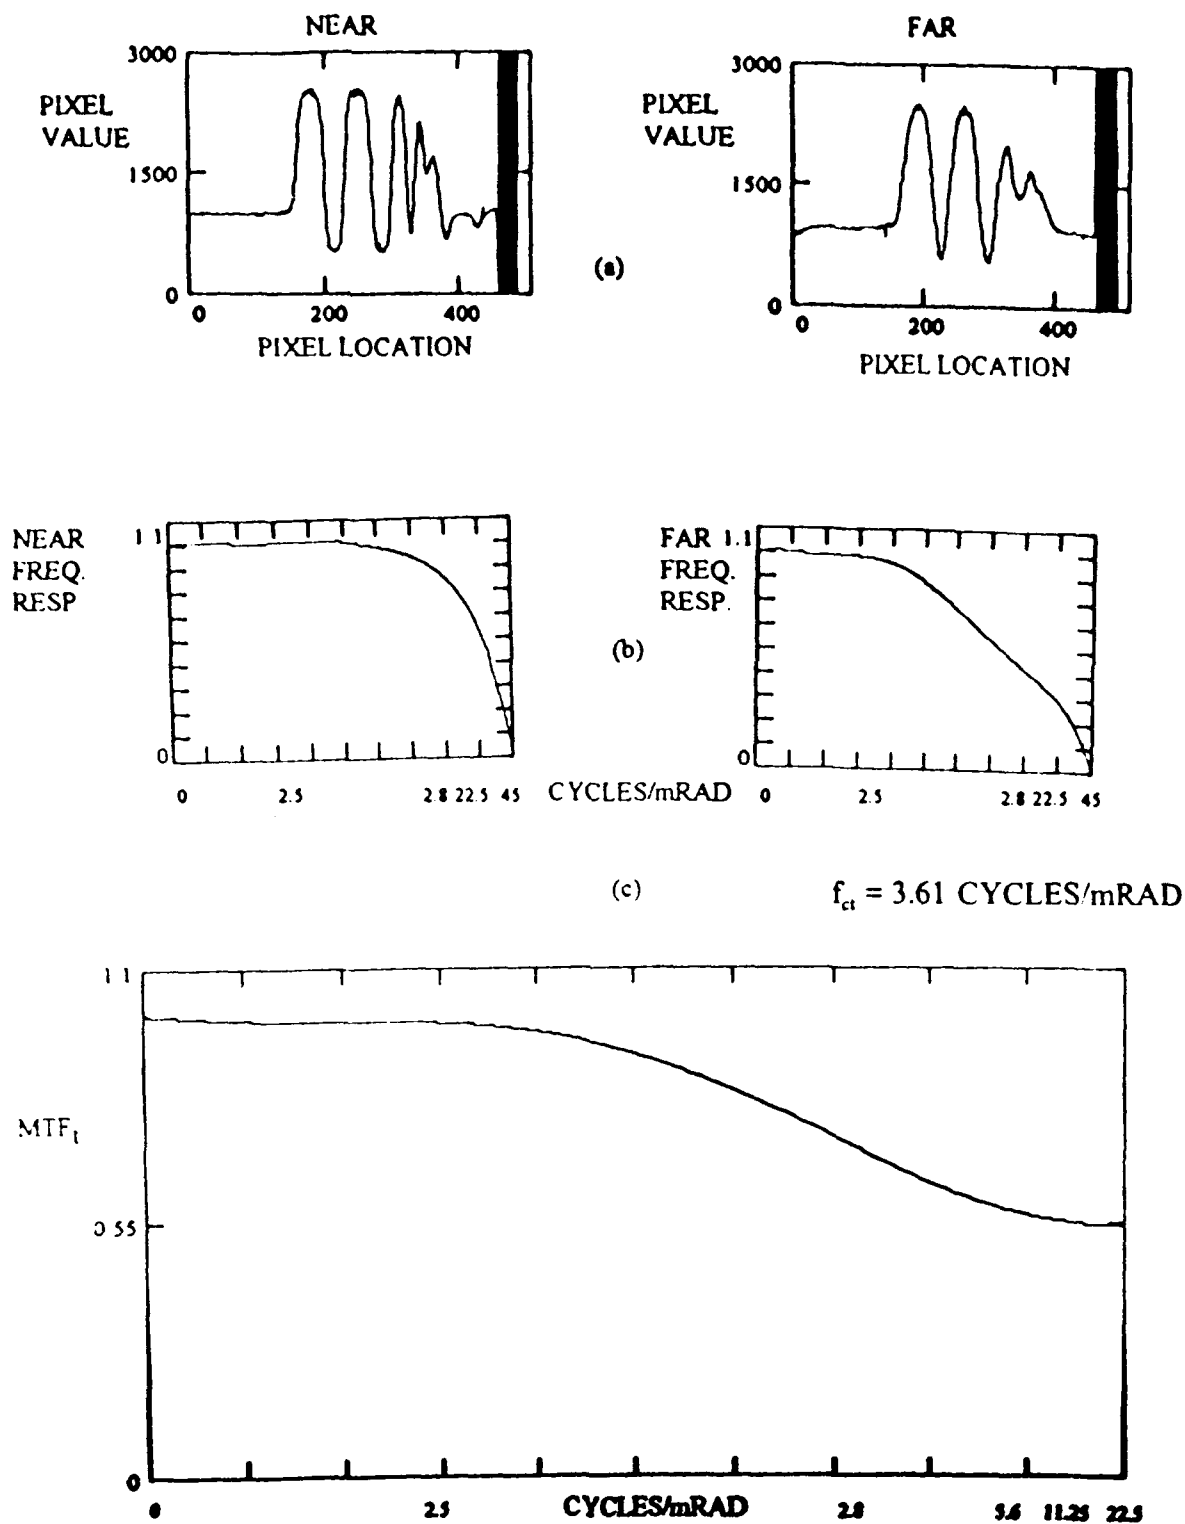 NEAR
FAR
3000
PIXEL
VALUE
1500
0
0
200
400
PIXEL LOCATION
3000
PIXEL
VALUE
1500
0
0
200
400
PIXEL LOCATION
(a)
NEAR
FREQ.
RESP
1 1
0
0
2.5
2.8
22.5
45
CYCLES/mRAD
FAR
FREQ.
RESP.
1.1
0
0
2.5
2.8
22.5
45
(b)
(c)
f_ct = 3.61 CYCLES/mRAD
1 1
MTF_t
0 55
0
0
2.5
CYCLES/mRAD
2.8
5.6
11.25
22.5